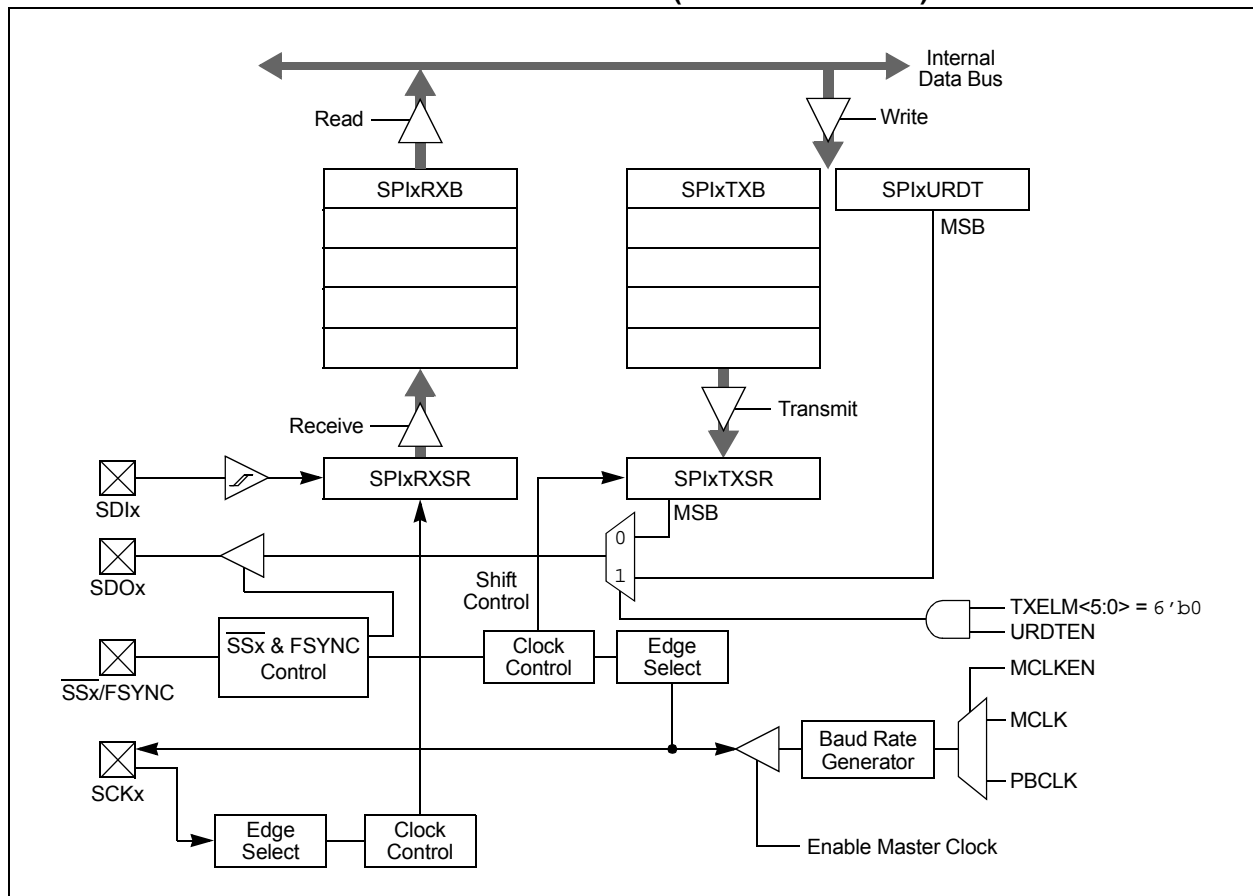 Internal
Data Bus
Read
Write
SPIxRXB
SPIxTXB
SPIxURDT
MSB
Receive
Transmit
SPIxRXSR
SPIxTXSR
SDIx
MSB
0
SDOx
1
Shift
Control
TXELM<5:0> = 6'b0
URDTEN
SSx & FSYNC
Control
Clock
Control
Edge
Select
SSx/FSYNC
MCLKEN
MCLK
Baud Rate
Generator
PBCLK
SCKx
Edge
Select
Clock
Control
Enable Master Clock